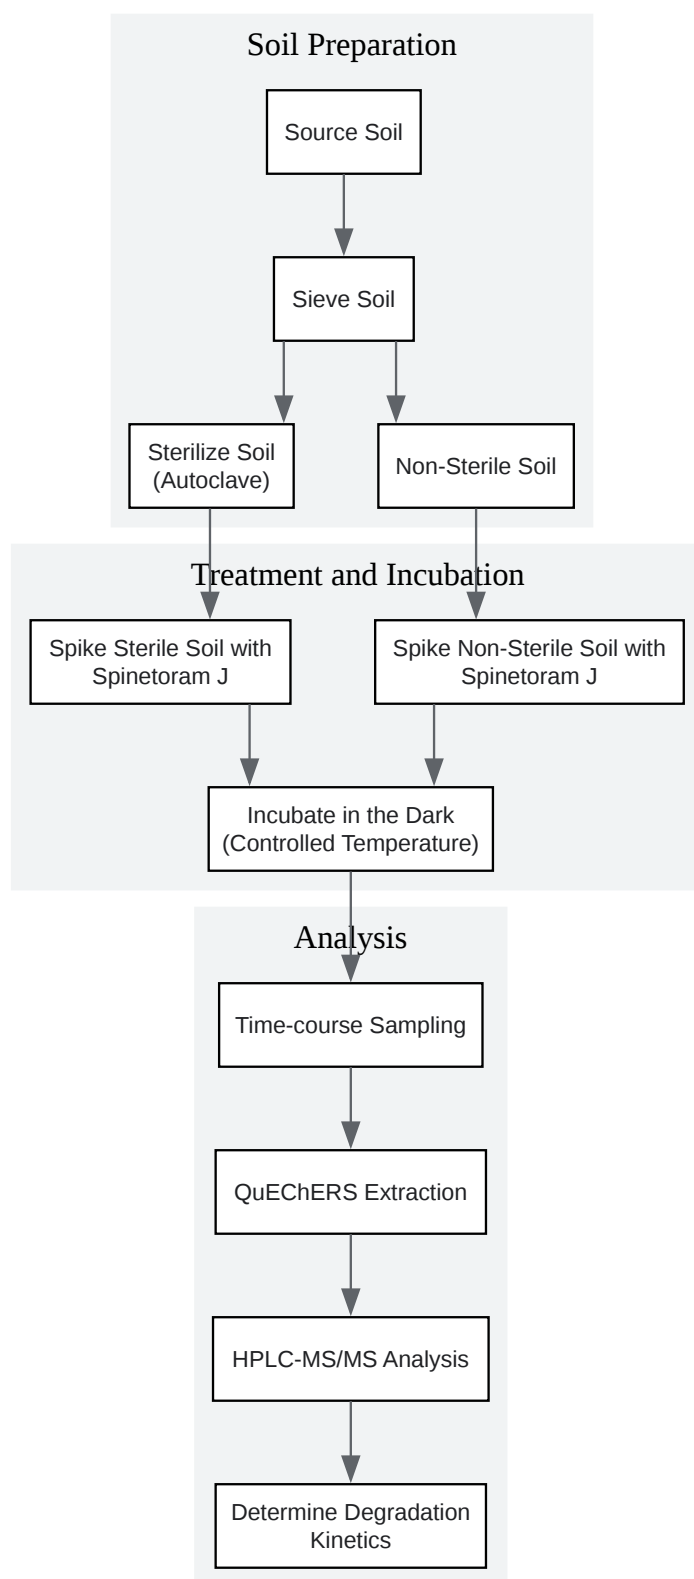 Soil Preparation
Source Soil
Sieve Soil
Sterilize Soil
(Autoclave)
Non-Sterile Soil
Treatment and Incubation
Spike Sterile Soil with
Spinetoram J
Spike Non-Sterile Soil with
Spinetoram J
Incubate in the Dark
(Controlled Temperature)
Analysis
Time-course Sampling
QuEChERS Extraction
HPLC-MS/MS Analysis
Determine Degradation
Kinetics